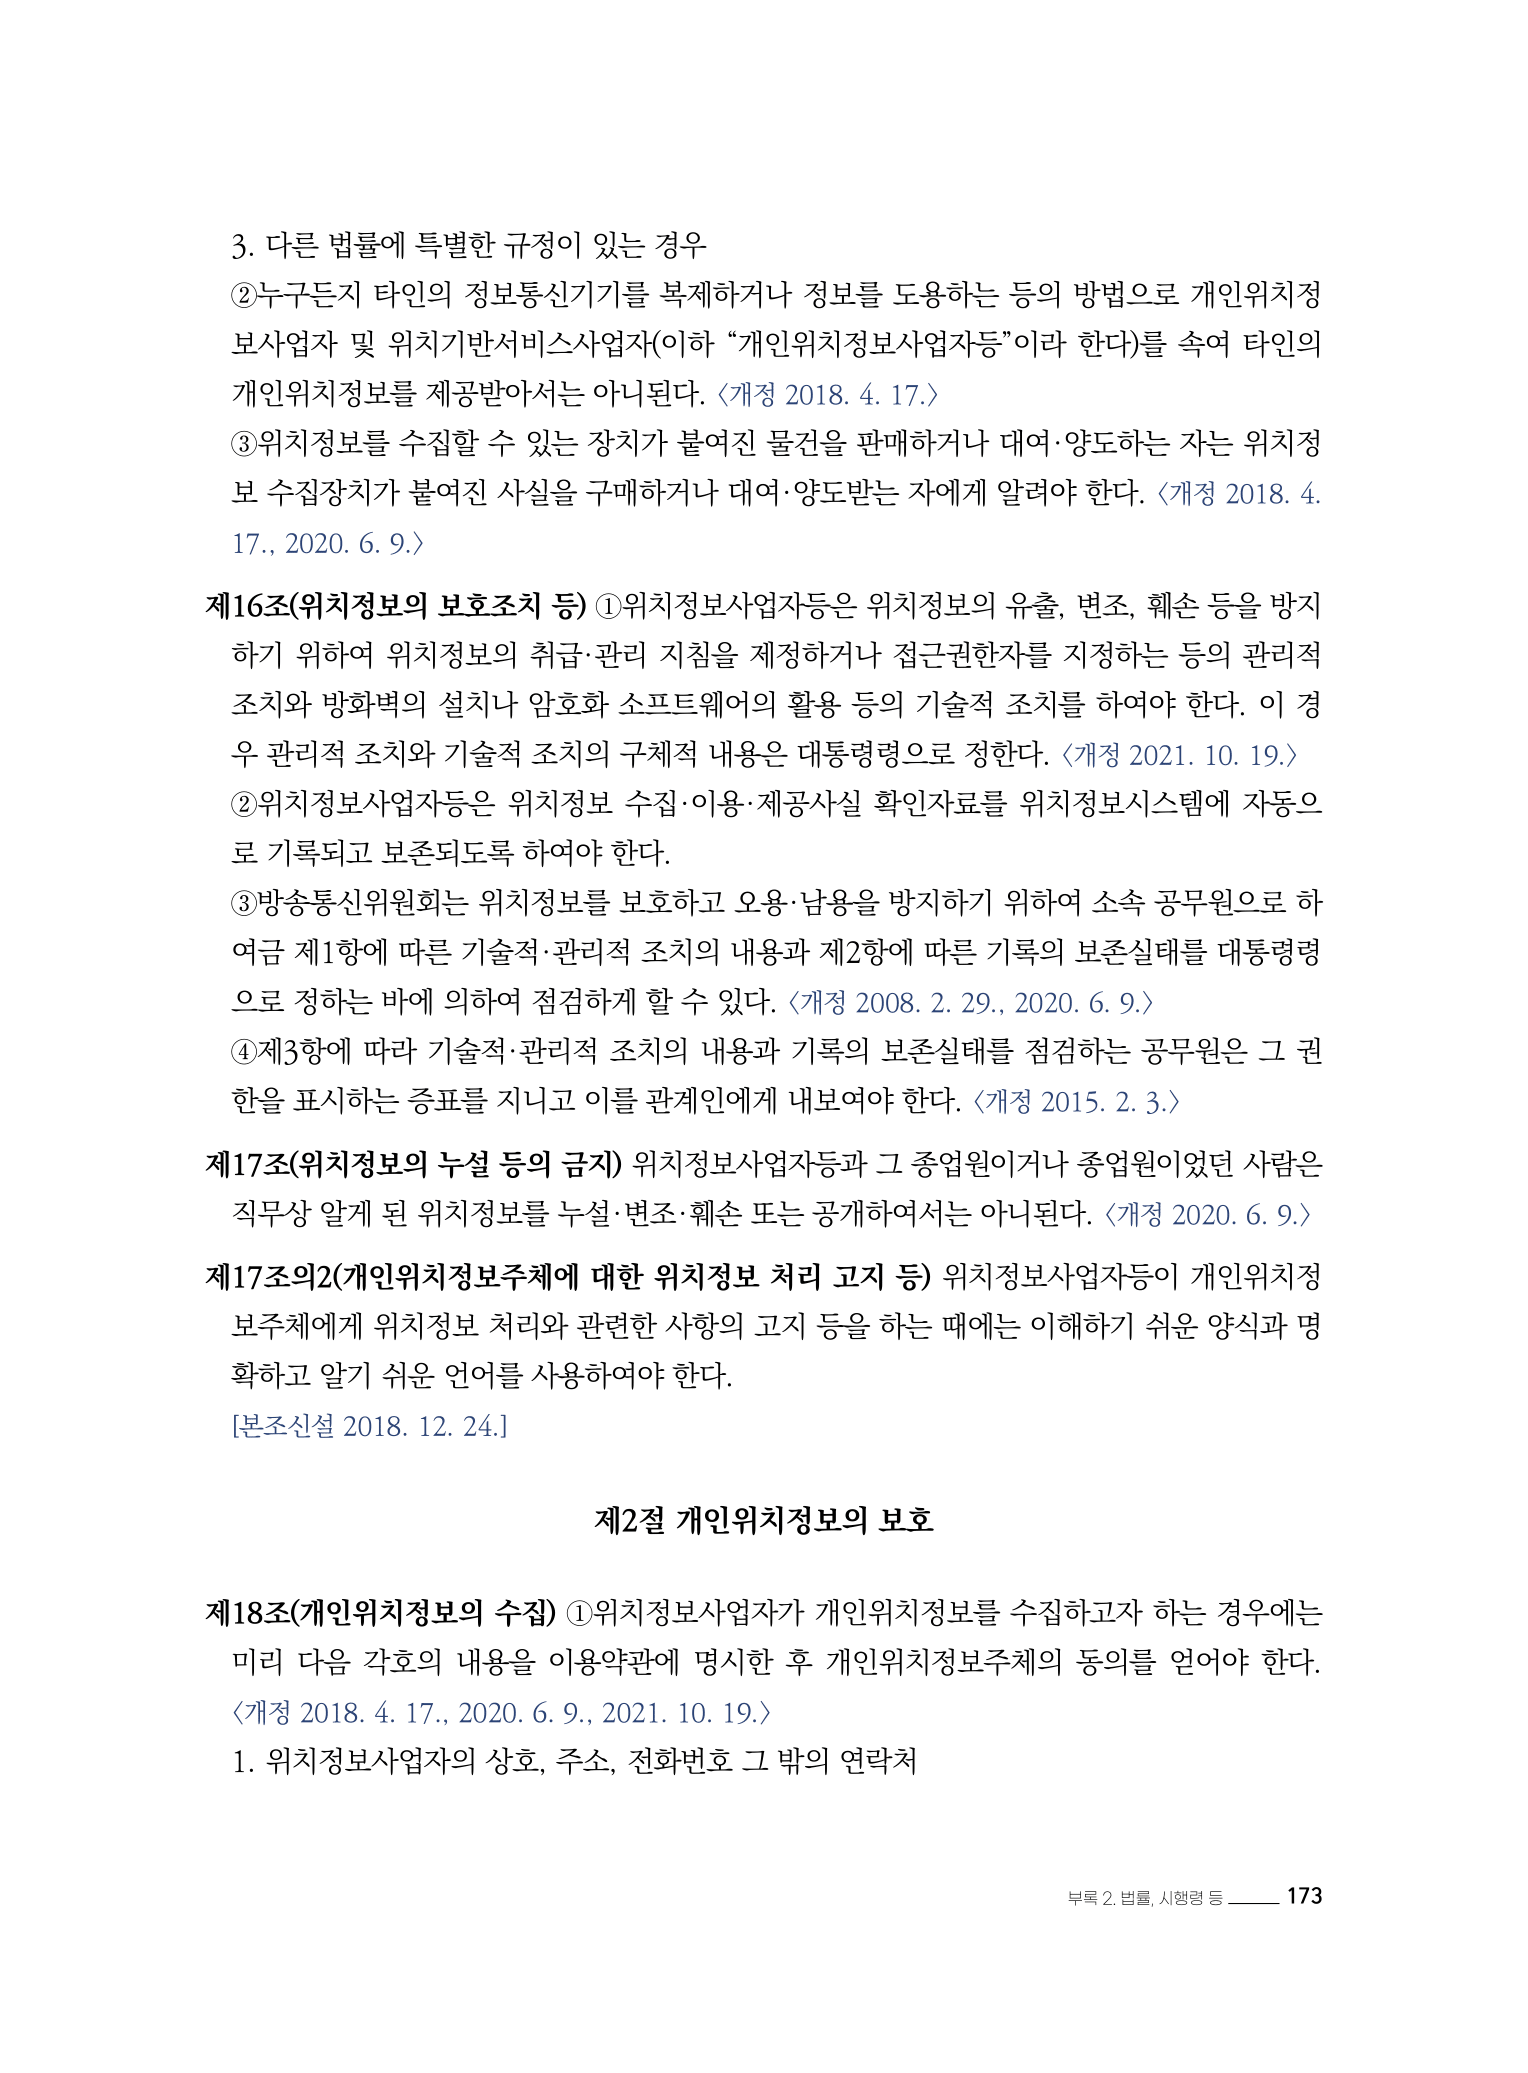 3. 다른 법률에 특별한 규정이 있는 경우
②누구든지 타인의 정보통신기기를 복제하거나 정보를 도용하는 등의 방법으로 개인위치정
보사업자 및 위치기반서비스사업자(이하 “개인위치정보사업자등”이라 한다)를 속여 타인의
개인위치정보를 제공받아서는 아니된다. 〈개정 2018. 4. 17.〉
③위치정보를 수집할 수 있는 장치가 붙여진 물건을 판매하거나 대여·양도하는 자는 위치정
보 수집장치가 붙여진 사실을 구매하거나 대여·양도받는 자에게 알려야 한다. 〈개정 2018. 4.
17., 2020. 6. 9.〉
제16조(위치정보의 보호조치 등) ①위치정보사업자등은 위치정보의 유출, 변조, 훼손 등을 방지
하기 위하여 위치정보의 취급·관리 지침을 제정하거나 접근권한자를 지정하는 등의 관리적
조치와 방화벽의 설치나 암호화 소프트웨어의 활용 등의 기술적 조치를 하여야 한다. 이 경
우 관리적 조치와 기술적 조치의 구체적 내용은 대통령령으로 정한다. 〈개정 2021. 10. 19.〉
②위치정보사업자등은 위치정보 수집·이용·제공사실 확인자료를 위치정보시스템에 자동으
로 기록되고 보존되도록 하여야 한다.
③방송통신위원회는 위치정보를 보호하고 오용·남용을 방지하기 위하여 소속 공무원으로 하
여금 제1항에 따른 기술적·관리적 조치의 내용과 제2항에 따른 기록의 보존실태를 대통령령
으로 정하는 바에 의하여 점검하게 할 수 있다. 〈개정 2008. 2. 29., 2020. 6. 9.〉
④제3항에 따라 기술적·관리적 조치의 내용과 기록의 보존실태를 점검하는 공무원은 그 권
한을 표시하는 증표를 지니고 이를 관계인에게 내보여야 한다. 〈개정 2015. 2. 3.〉
제17조(위치정보의 누설 등의 금지) 위치정보사업자등과 그 종업원이거나 종업원이었던 사람은
직무상 알게 된 위치정보를 누설·변조·훼손 또는 공개하여서는 아니된다. 〈개정 2020. 6. 9.〉
제17조의2(개인위치정보주체에 대한 위치정보 처리 고지 등) 위치정보사업자등이 개인위치정
보주체에게 위치정보 처리와 관련한 사항의 고지 등을 하는 때에는 이해하기 쉬운 양식과 명
확하고 알기 쉬운 언어를 사용하여야 한다.
[본조신설 2018. 12. 24.]
제2절 개인위치정보의 보호
제18조(개인위치정보의 수집) ①위치정보사업자가 개인위치정보를 수집하고자 하는 경우에는
미리 다음 각호의 내용을 이용약관에 명시한 후 개인위치정보주체의 동의를 얻어야 한다.
〈개정 2018. 4. 17., 2020. 6. 9., 2021. 10. 19.〉
1. 위치정보사업자의 상호, 주소, 전화번호 그 밖의 연락처
부록 2. 법률, 시행령 등 173